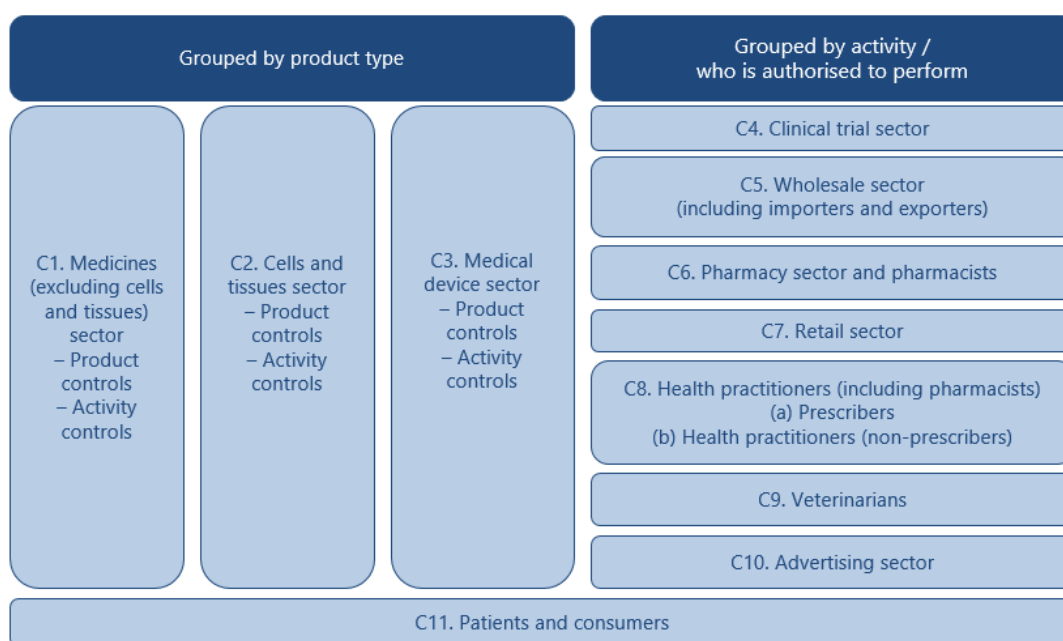 Grouped by product type
Grouped by activity /
who is authorised to perform
C1. Medicines
(excluding cells
and tissues)
sector
– Product
controls
– Activity
controls
C2. Cells and
tissues sector
– Product
controls
– Activity
controls
C3. Medical
device sector
– Product
controls
– Activity
controls
C4. Clinical trial sector
C5. Wholesale sector
(including importers and exporters)
C6. Pharmacy sector and pharmacists
C7. Retail sector
C8. Health practitioners (including pharmacists)
(a) Prescribers
(b) Health practitioners (non-prescribers)
C9. Veterinarians
C10. Advertising sector
C11. Patients and consumers